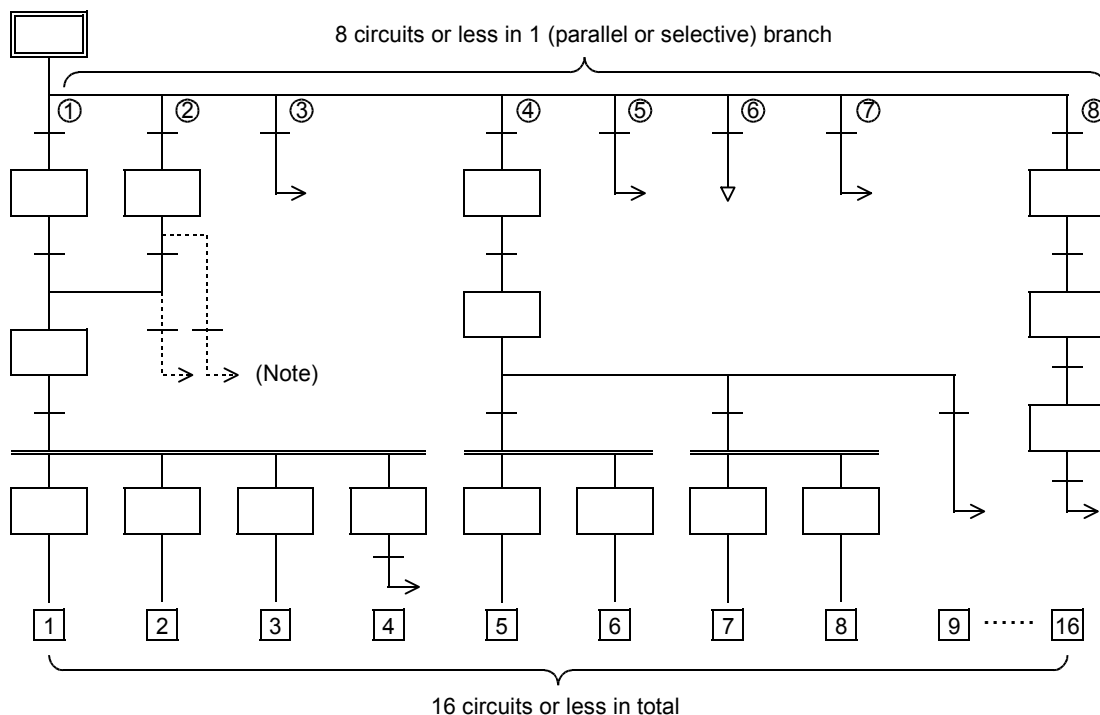 8 circuits or less in 1 (parallel or selective) branch
① ② ③ ④ ⑤ ⑥ ⑦ ⑧
(Note)
1 2 3 4 5 6 7 8 9 ...... 16
16 circuits or less in total